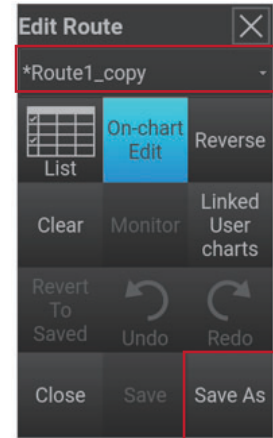 Edit Route
*Route1_copy
List
On-chart
Edit
Reverse
Clear
Monitor
Linked
User
charts
Revert
To
Saved
Undo
Redo
Close
Save
Save As